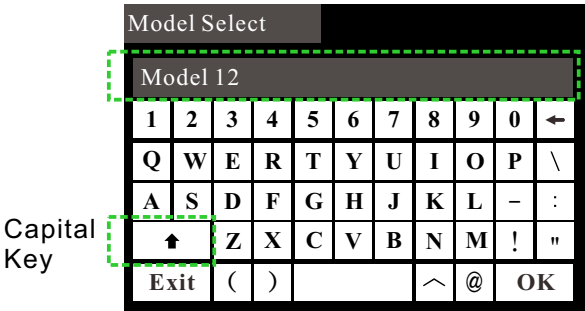 Model Select
Model 12
1 2 3 4 5 6 7 8 9 0 ←
Q W E R T Y U I O P \
A S D F G H J K L - :
Capital Key
⬆ Z X C V B N M ! "
Exit ( ) ︿ @ OK